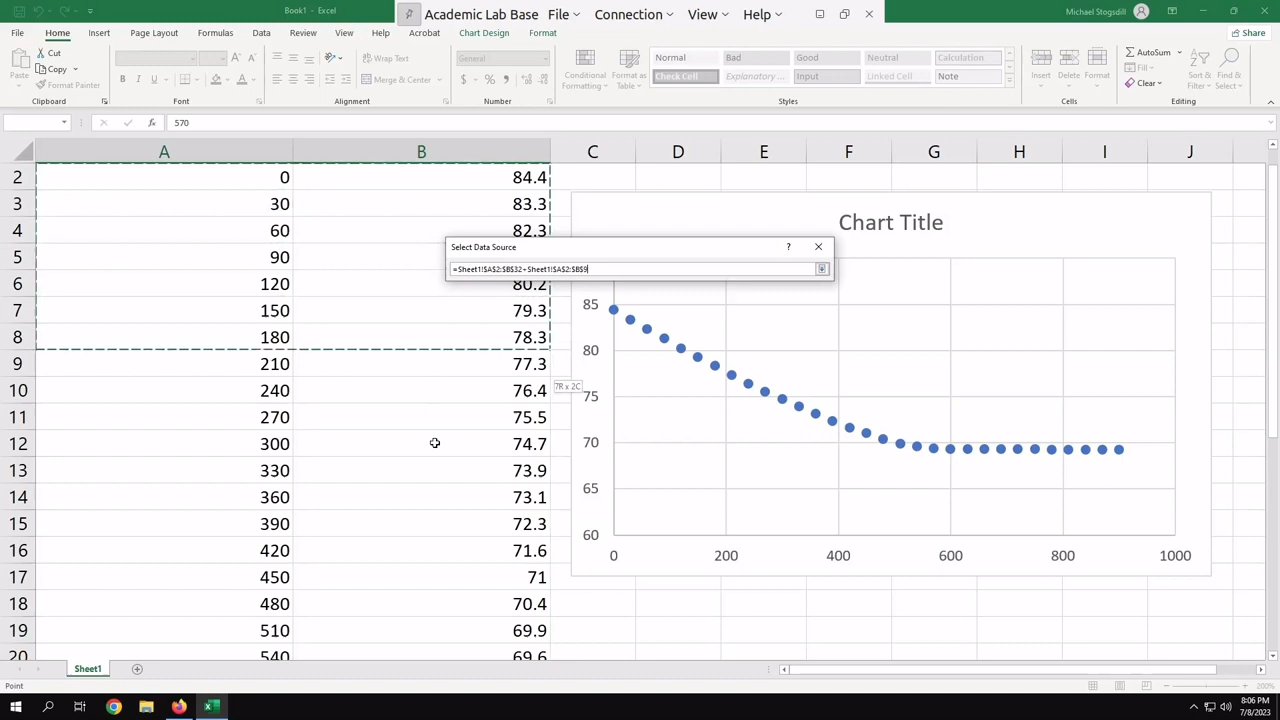 Book1 - Excel
Academic Lab Base File Connection View Help
Michael Stogsdill
File Home Insert Page Layout Formulas Data Review View Help Acrobat Chart Design Format Share
Paste
Cut
Copy
Format Painter
Clipboard
B I U
Font
Wrap Text
Merge & Center
Alignment
General
$ % ,
Number
Conditional Formatting
Format as Table
Normal Bad Good Neutral Calculation
Check Cell Explanatory... Input Linked Cell Note
Styles
Insert Delete Format
Cells
AutoSum
Fill
Clear
Sort & Filter
Find & Select
Editing
fx 570
A B C D E F G H I J
2 0 84.4
3 30 83.3
4 60 82.3
5 90
6 120 80.2
7 150 79.3
8 180 78.3
9 210 77.3
10 240 76.4
11 270 75.5
12 300 74.7
13 330 73.9
14 360 73.1
15 390 72.3
16 420 71.6
17 450 71
18 480 70.4
19 510 69.9
20 540 69.6
Chart Title
Select Data Source ?
=Sheet1!$A$2:$B$32+Sheet1!$A$2:$B$9
7R x 2C
85
80
75
70
65
60
0 200 400 600 800 1000
Sheet1
Point
200%
8:06 PM
7/8/2023